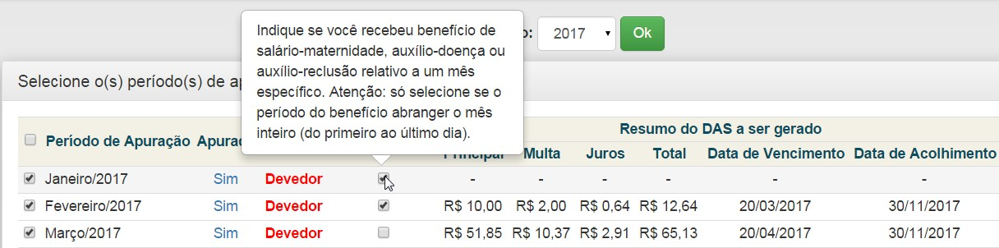 Indique se você recebeu benefício de
salário-maternidade, auxílio-doença ou
auxílio-reclusão relativo a um mês
específico. Atenção: só selecione se o
período do benefício abranger o mês
inteiro (do primeiro ao último dia).
o: 2017 Ok
Selecione o(s) período(s) de ap
Resumo do DAS a ser gerado
Período de Apuração Apurad Principal Multa Juros Total Data de Vencimento Data de Acolhimento
Janeiro/2017 Sim Devedor - - - - - -
Fevereiro/2017 Sim Devedor R$ 10,00 R$ 2,00 R$ 0,64 R$ 12,64 20/03/2017 30/11/2017
Março/2017 Sim Devedor R$ 51,85 R$ 10,37 R$ 2,91 R$ 65,13 20/04/2017 30/11/2017